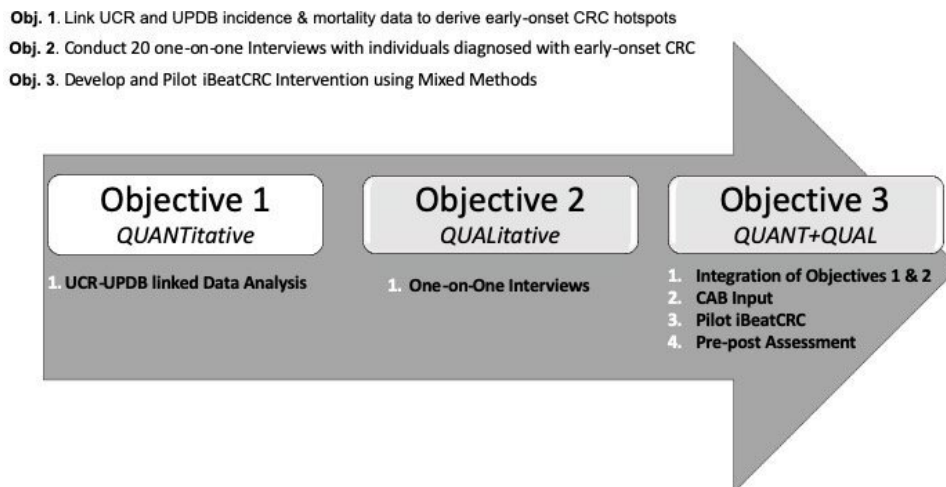 Obj. 1. Link UCR and UPDB incidence & mortality data to derive early-onset CRC hotspots
Obj. 2. Conduct 20 one-on-one Interviews with individuals diagnosed with early-onset CRC
Obj. 3. Develop and Pilot iBeatCRC Intervention using Mixed Methods
Objective 1
QUANTitative
1. UCR-UPDB linked Data Analysis
Objective 2
QUALitative
1. One-on-One Interviews
Objective 3
QUANT+QUAL
1. Integration of Objectives 1 & 2
2. CAB Input
3. Pilot iBeatCRC
4. Pre-post Assessment